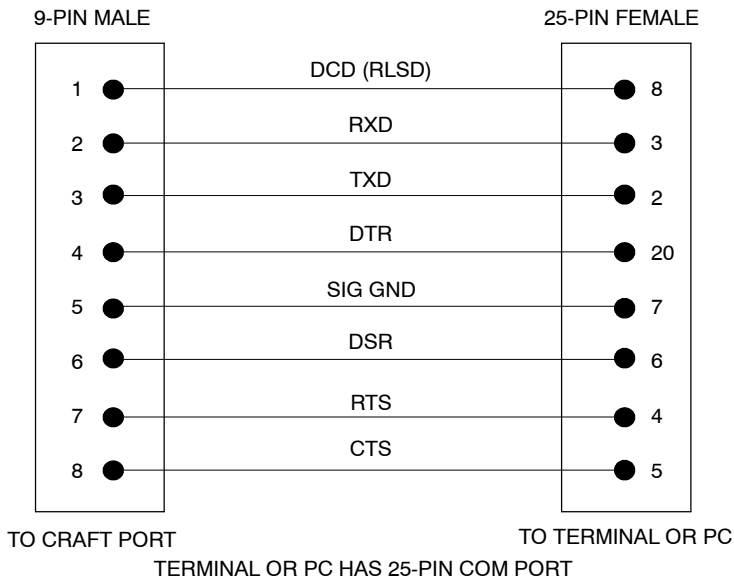 9-PIN MALE 25-PIN FEMALE
1 DCD (RLSD) 8
2 RXD 3
3 TXD 2
4 DTR 20
5 SIG GND 7
6 DSR 6
7 RTS 4
8 CTS 5
TO CRAFT PORT TO TERMINAL OR PC
TERMINAL OR PC HAS 25-PIN COM PORT